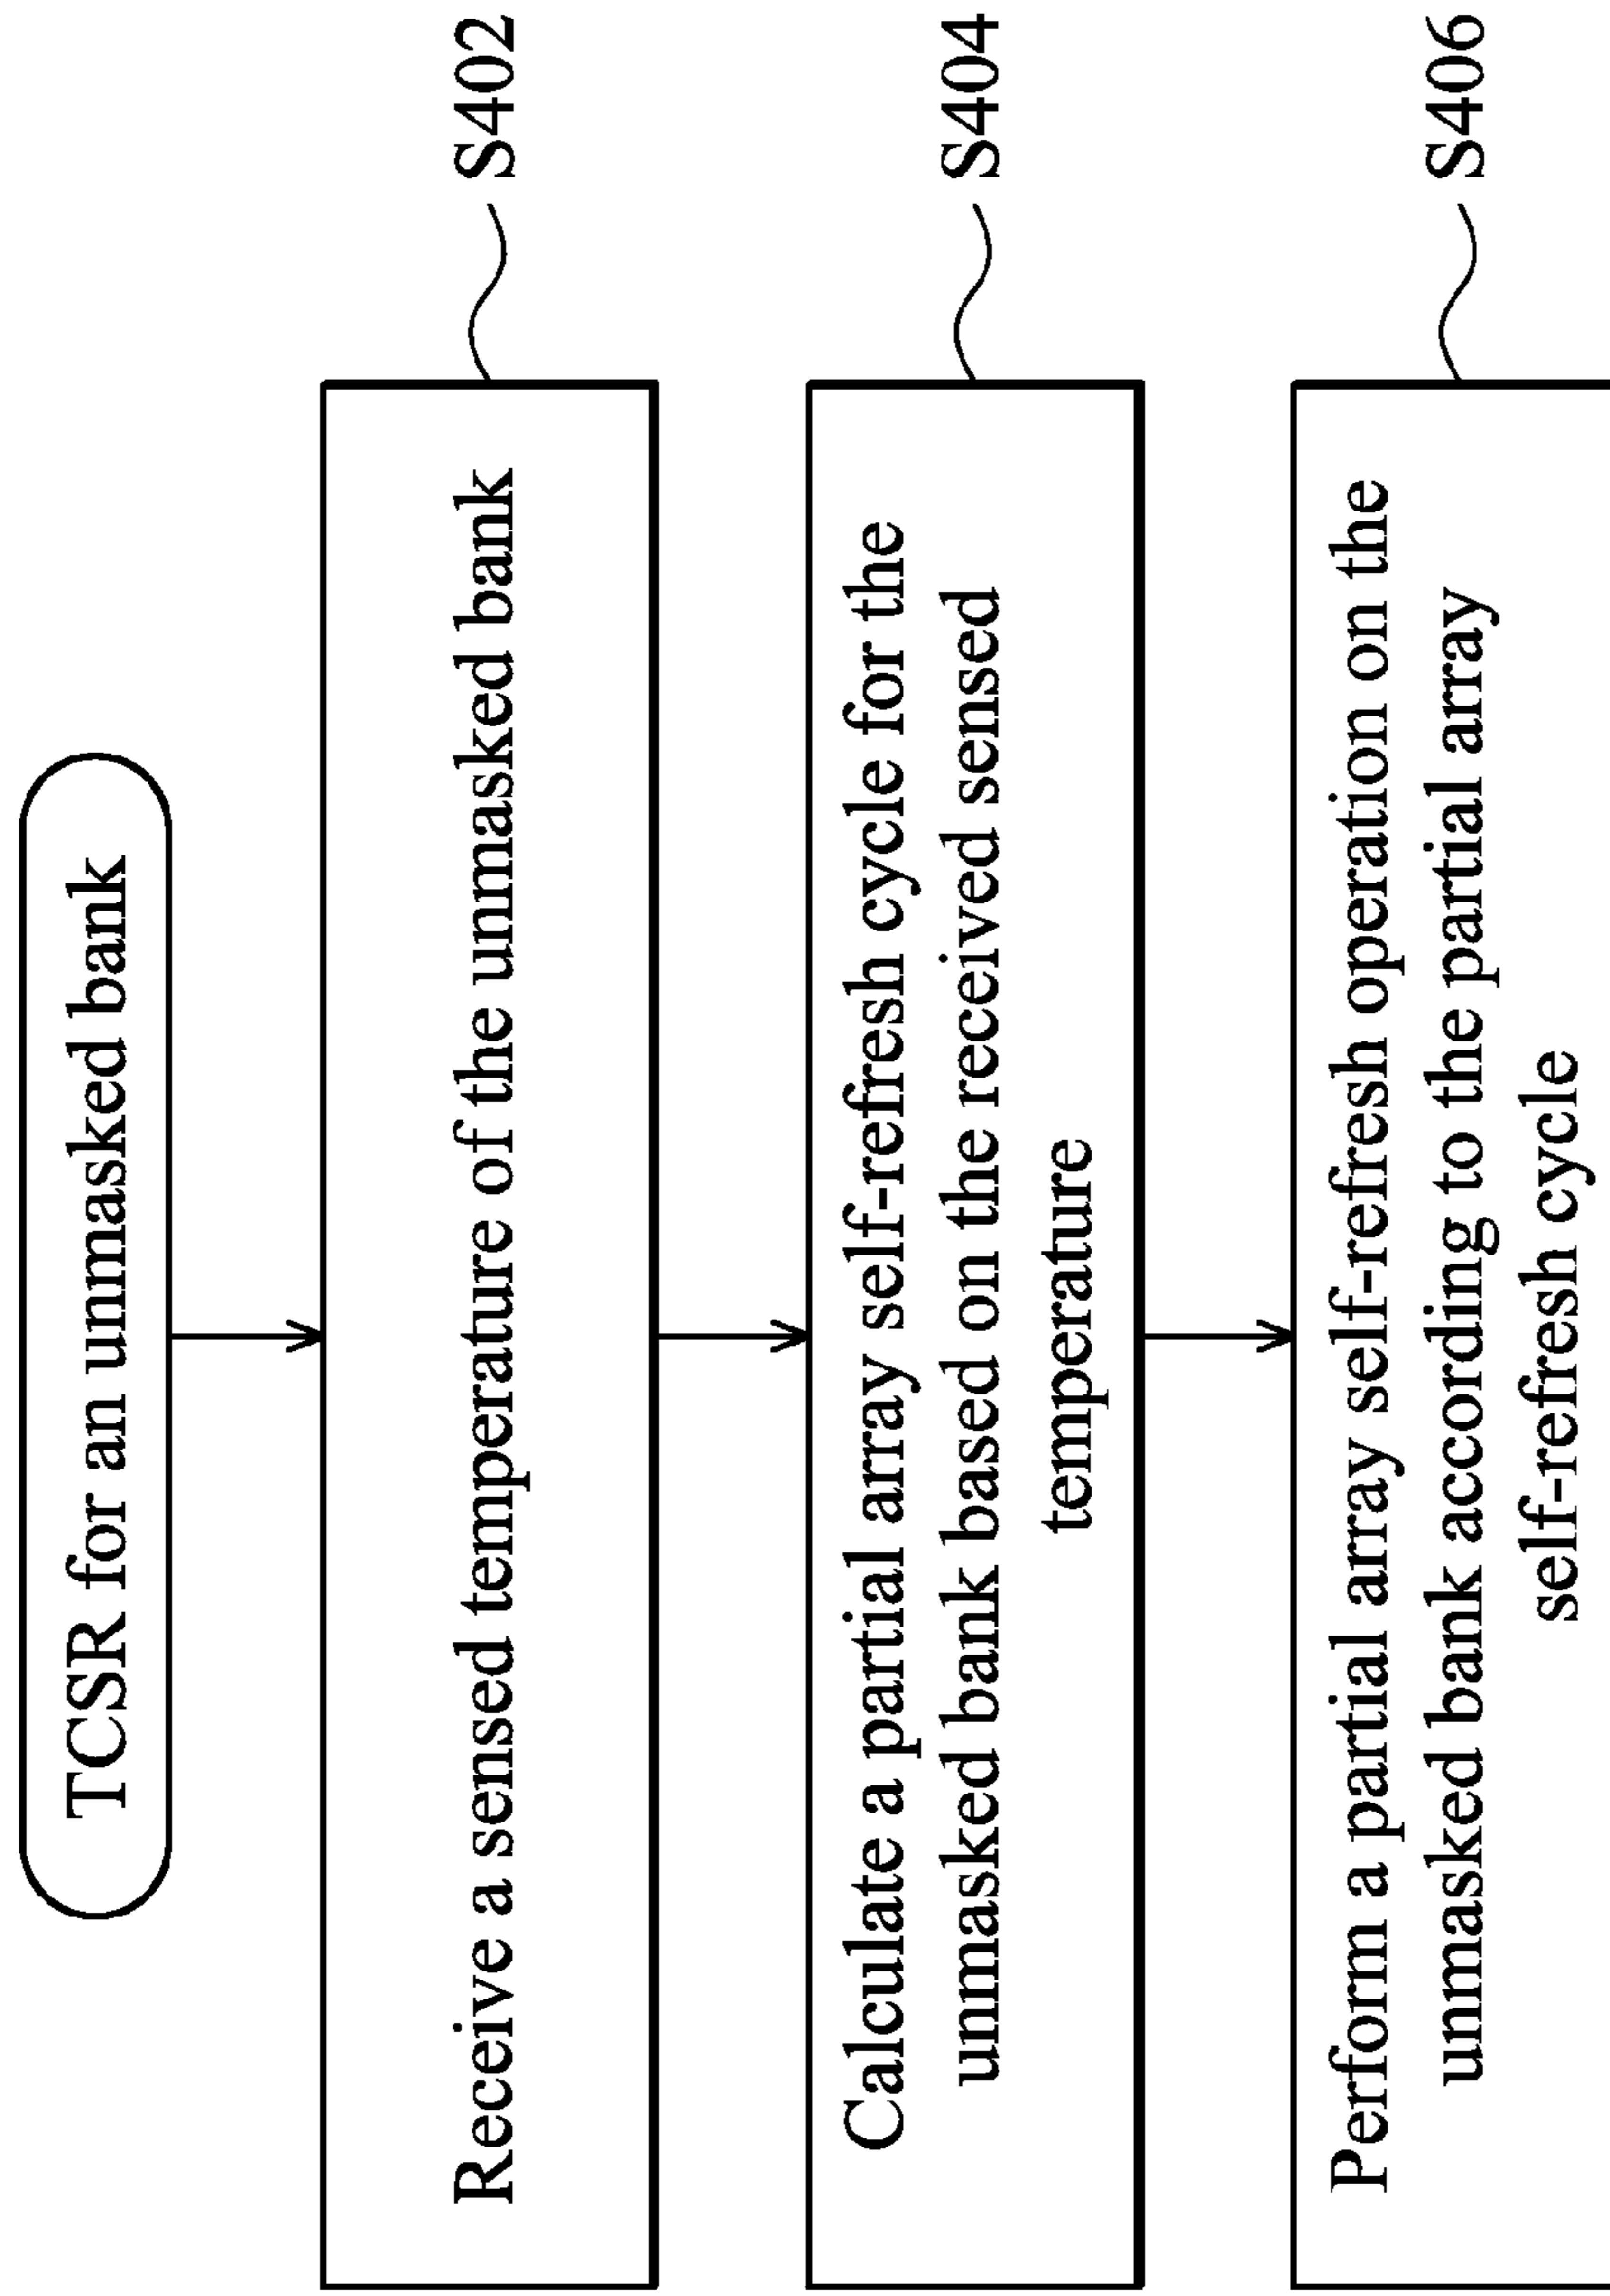 TCSR for an unmasked bank
Receive a sensed temperature of the unmasked bank
S402
Calculate a partial array self-refresh cycle for the
unmasked bank based on the received sensed
temperature
S404
Perform a partial array self-refresh operation on the
unmasked bank according to the partial array
self-refresh cycle
S406